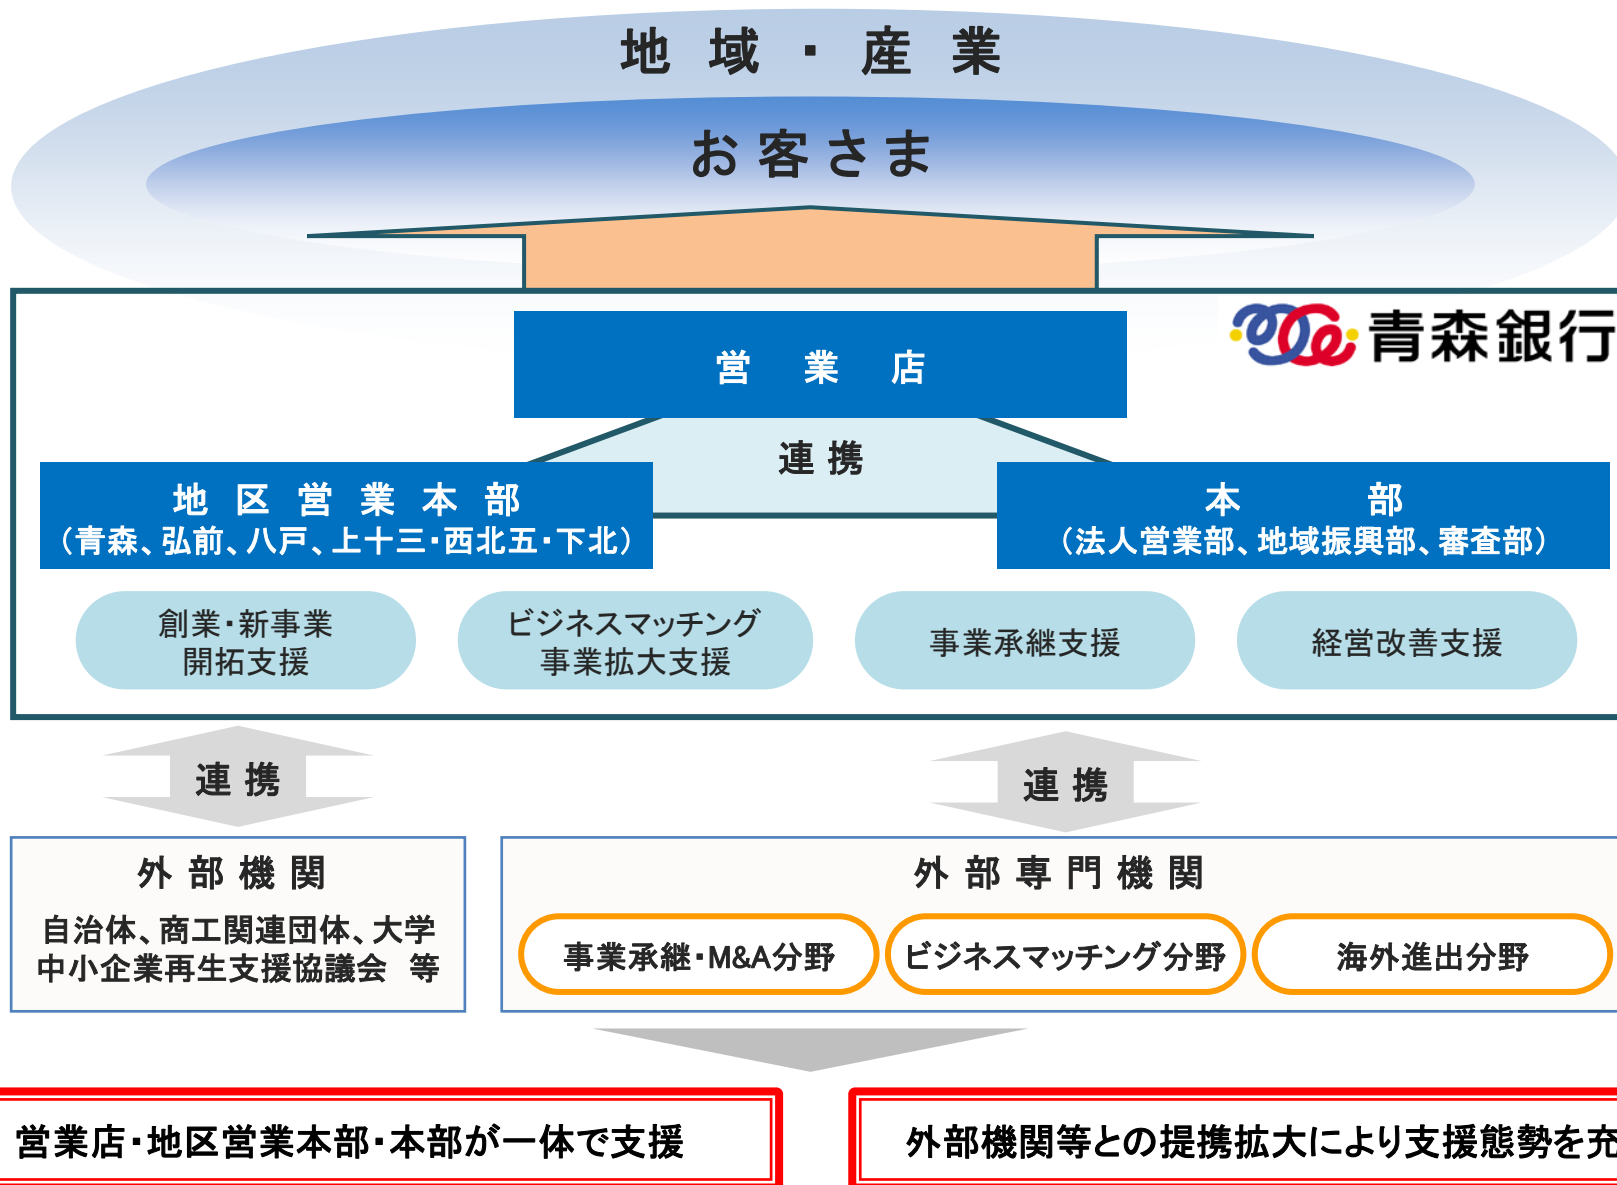 地域・産業
お客さま
青森銀行
営業店
連携
地区営業本部
（青森、弘前、八戸、上十三・西北五・下北）
本部
（法人営業部、地域振興部、審査部）
創業・新事業
開拓支援
ビジネスマッチング
事業拡大支援
事業承継支援
経営改善支援
連携
連携
外部機関
自治体、商工関連団体、大学
中小企業再生支援協議会 等
外部専門機関
事業承継・M&A分野
ビジネスマッチング分野
海外進出分野
営業店・地区営業本部・本部が一体で支援
外部機関等との提携拡大により支援態勢を充